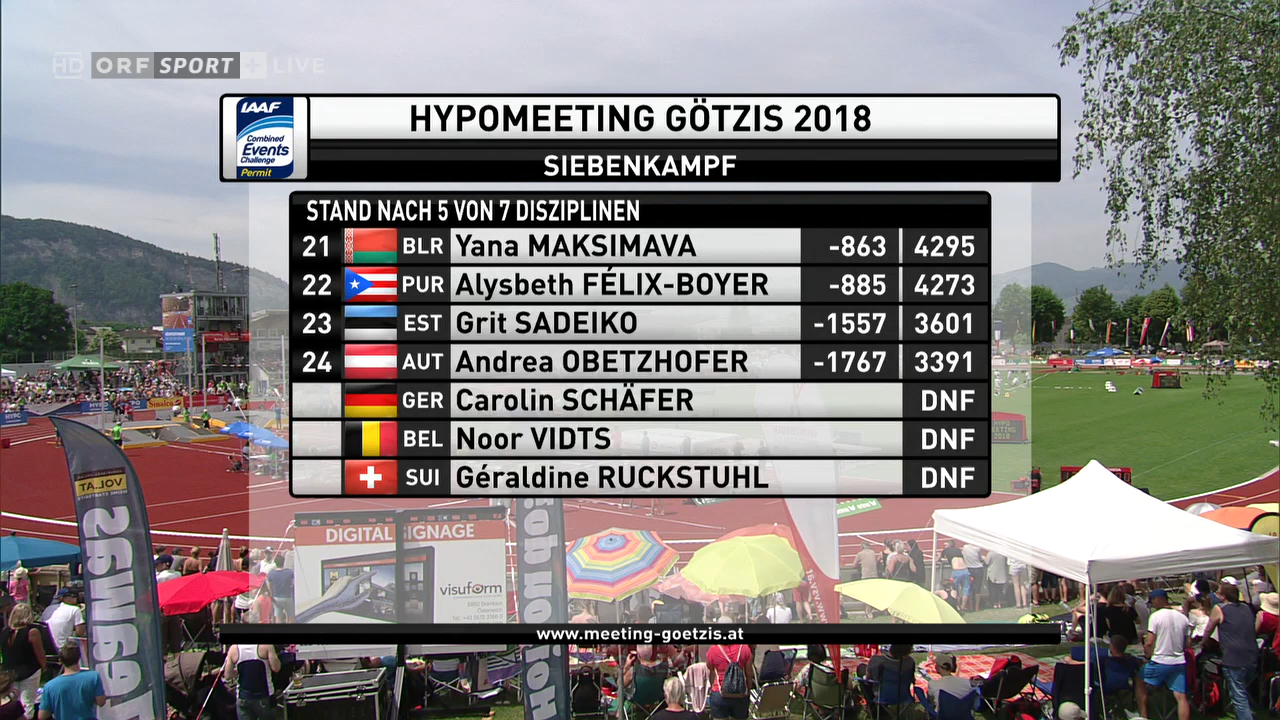 HD ORF SPORT + LIVE
IAAF
Combined
Events
Challenge
Permit
HYPOMEETING GÖTZIS 2018
SIEBENKAMPF
STAND NACH 5 VON 7 DISZIPLINEN
21 BLR Yana MAKSIMAVA -863 4295
22 PUR Alysbeth FÉLIX-BOYER -885 4273
23 EST Grit SADEIKO -1557 3601
24 AUT Andrea OBETZHOFER -1767 3391
GER Carolin SCHÄFER DNF
BEL Noor VIDTS DNF
SUI Géraldine RUCKSTUHL DNF
VOL.AT
DIGITAL SIGNAGE
visuform
www.meeting-goetzis.at